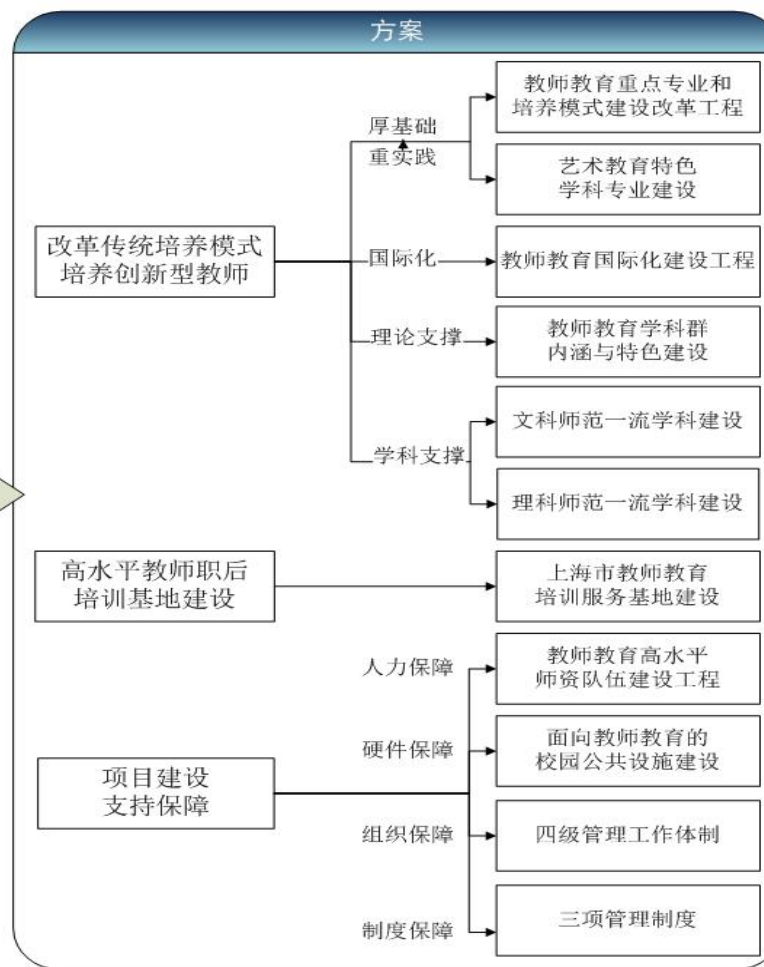 方案
教师教育重点专业和
培养模式建设改革工程
厚基础
重实践
艺术教育特色
学科专业建设
改革传统培养模式
培养创新型教师
国际化
教师教育国际化建设工程
理论支撑
教师教育学科群
内涵与特色建设
文科师范一流学科建设
学科支撑
理科师范一流学科建设
高水平教师职后
培训基地建设
上海市教师教育
培训服务基地建设
人力保障
教师教育高水平
师资队伍建设工程
硬件保障
面向教师教育的
校园公共设施建设
项目建设
支持保障
组织保障
四级管理工作体制
制度保障
三项管理制度